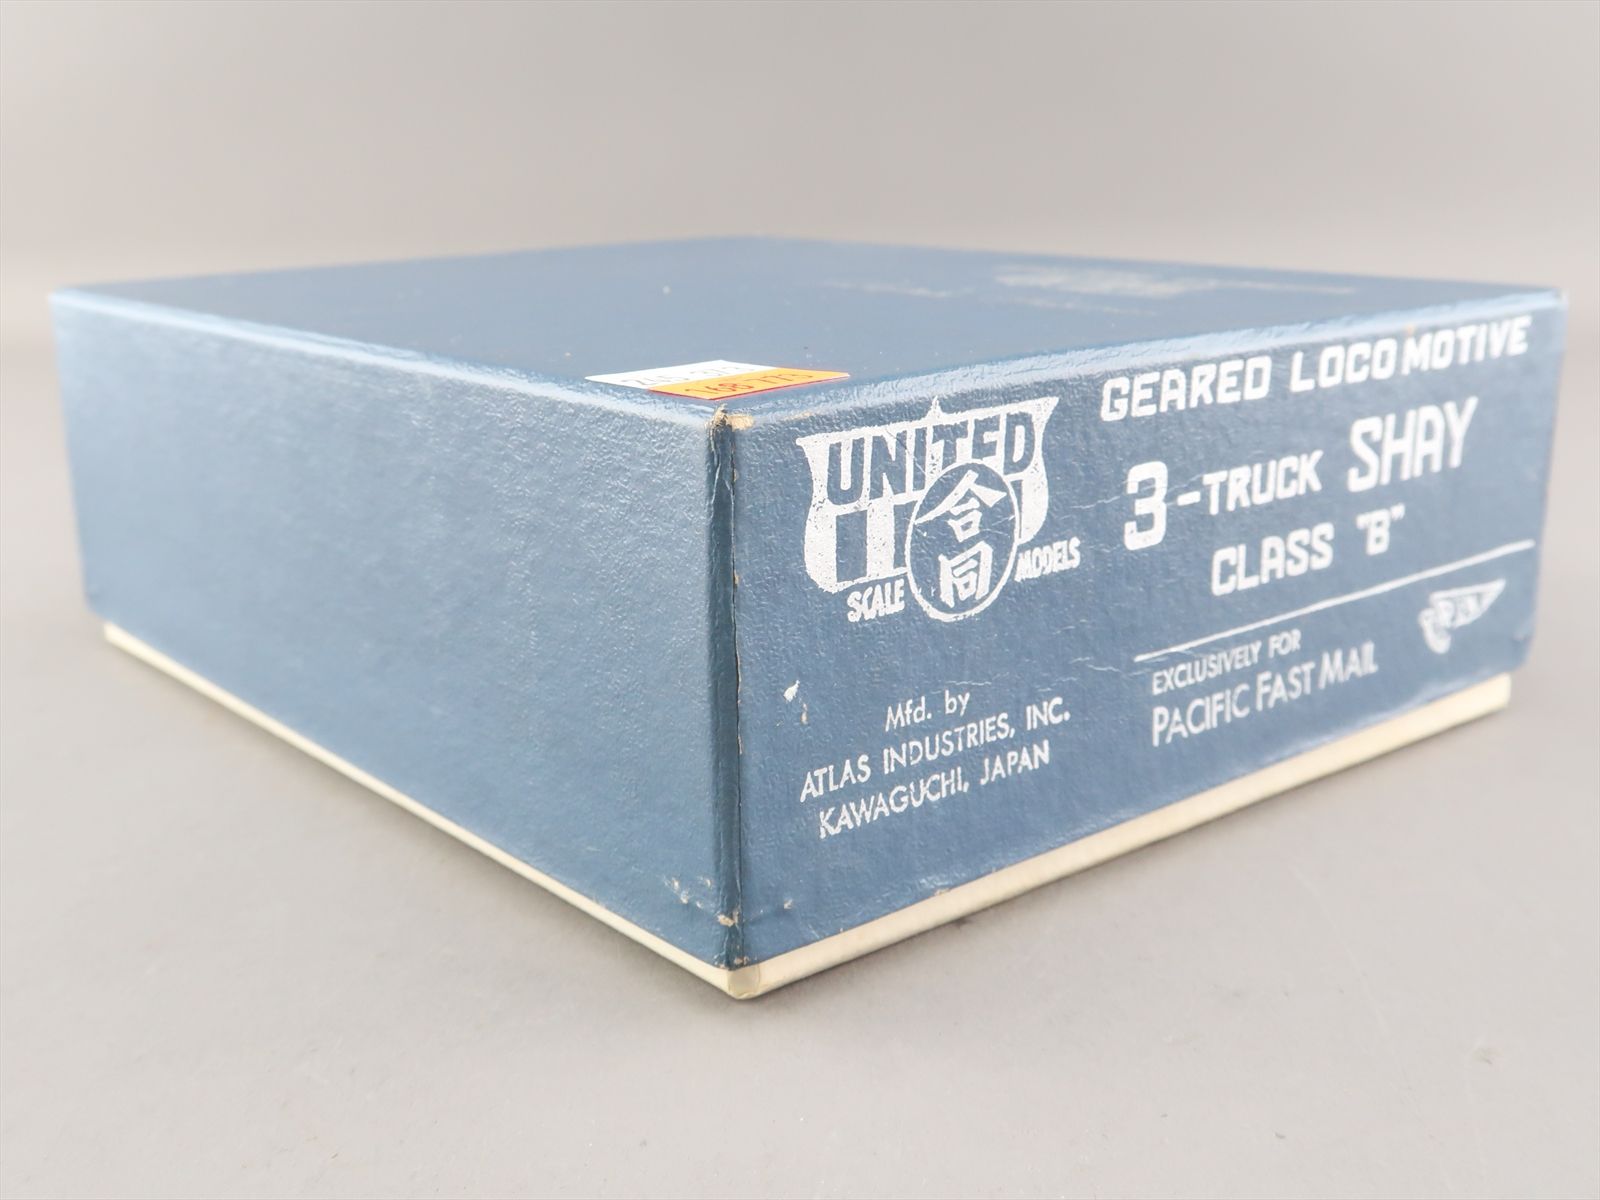 UNITED
合同
SCALE MODELS
GEARED LOCOMOTIVE
3-TRUCK SHAY
CLASS "B"
EXCLUSIVELY FOR
PACIFIC FAST MAIL
Mfd. by
ATLAS INDUSTRIES, INC.
KAWAGUCHI, JAPAN